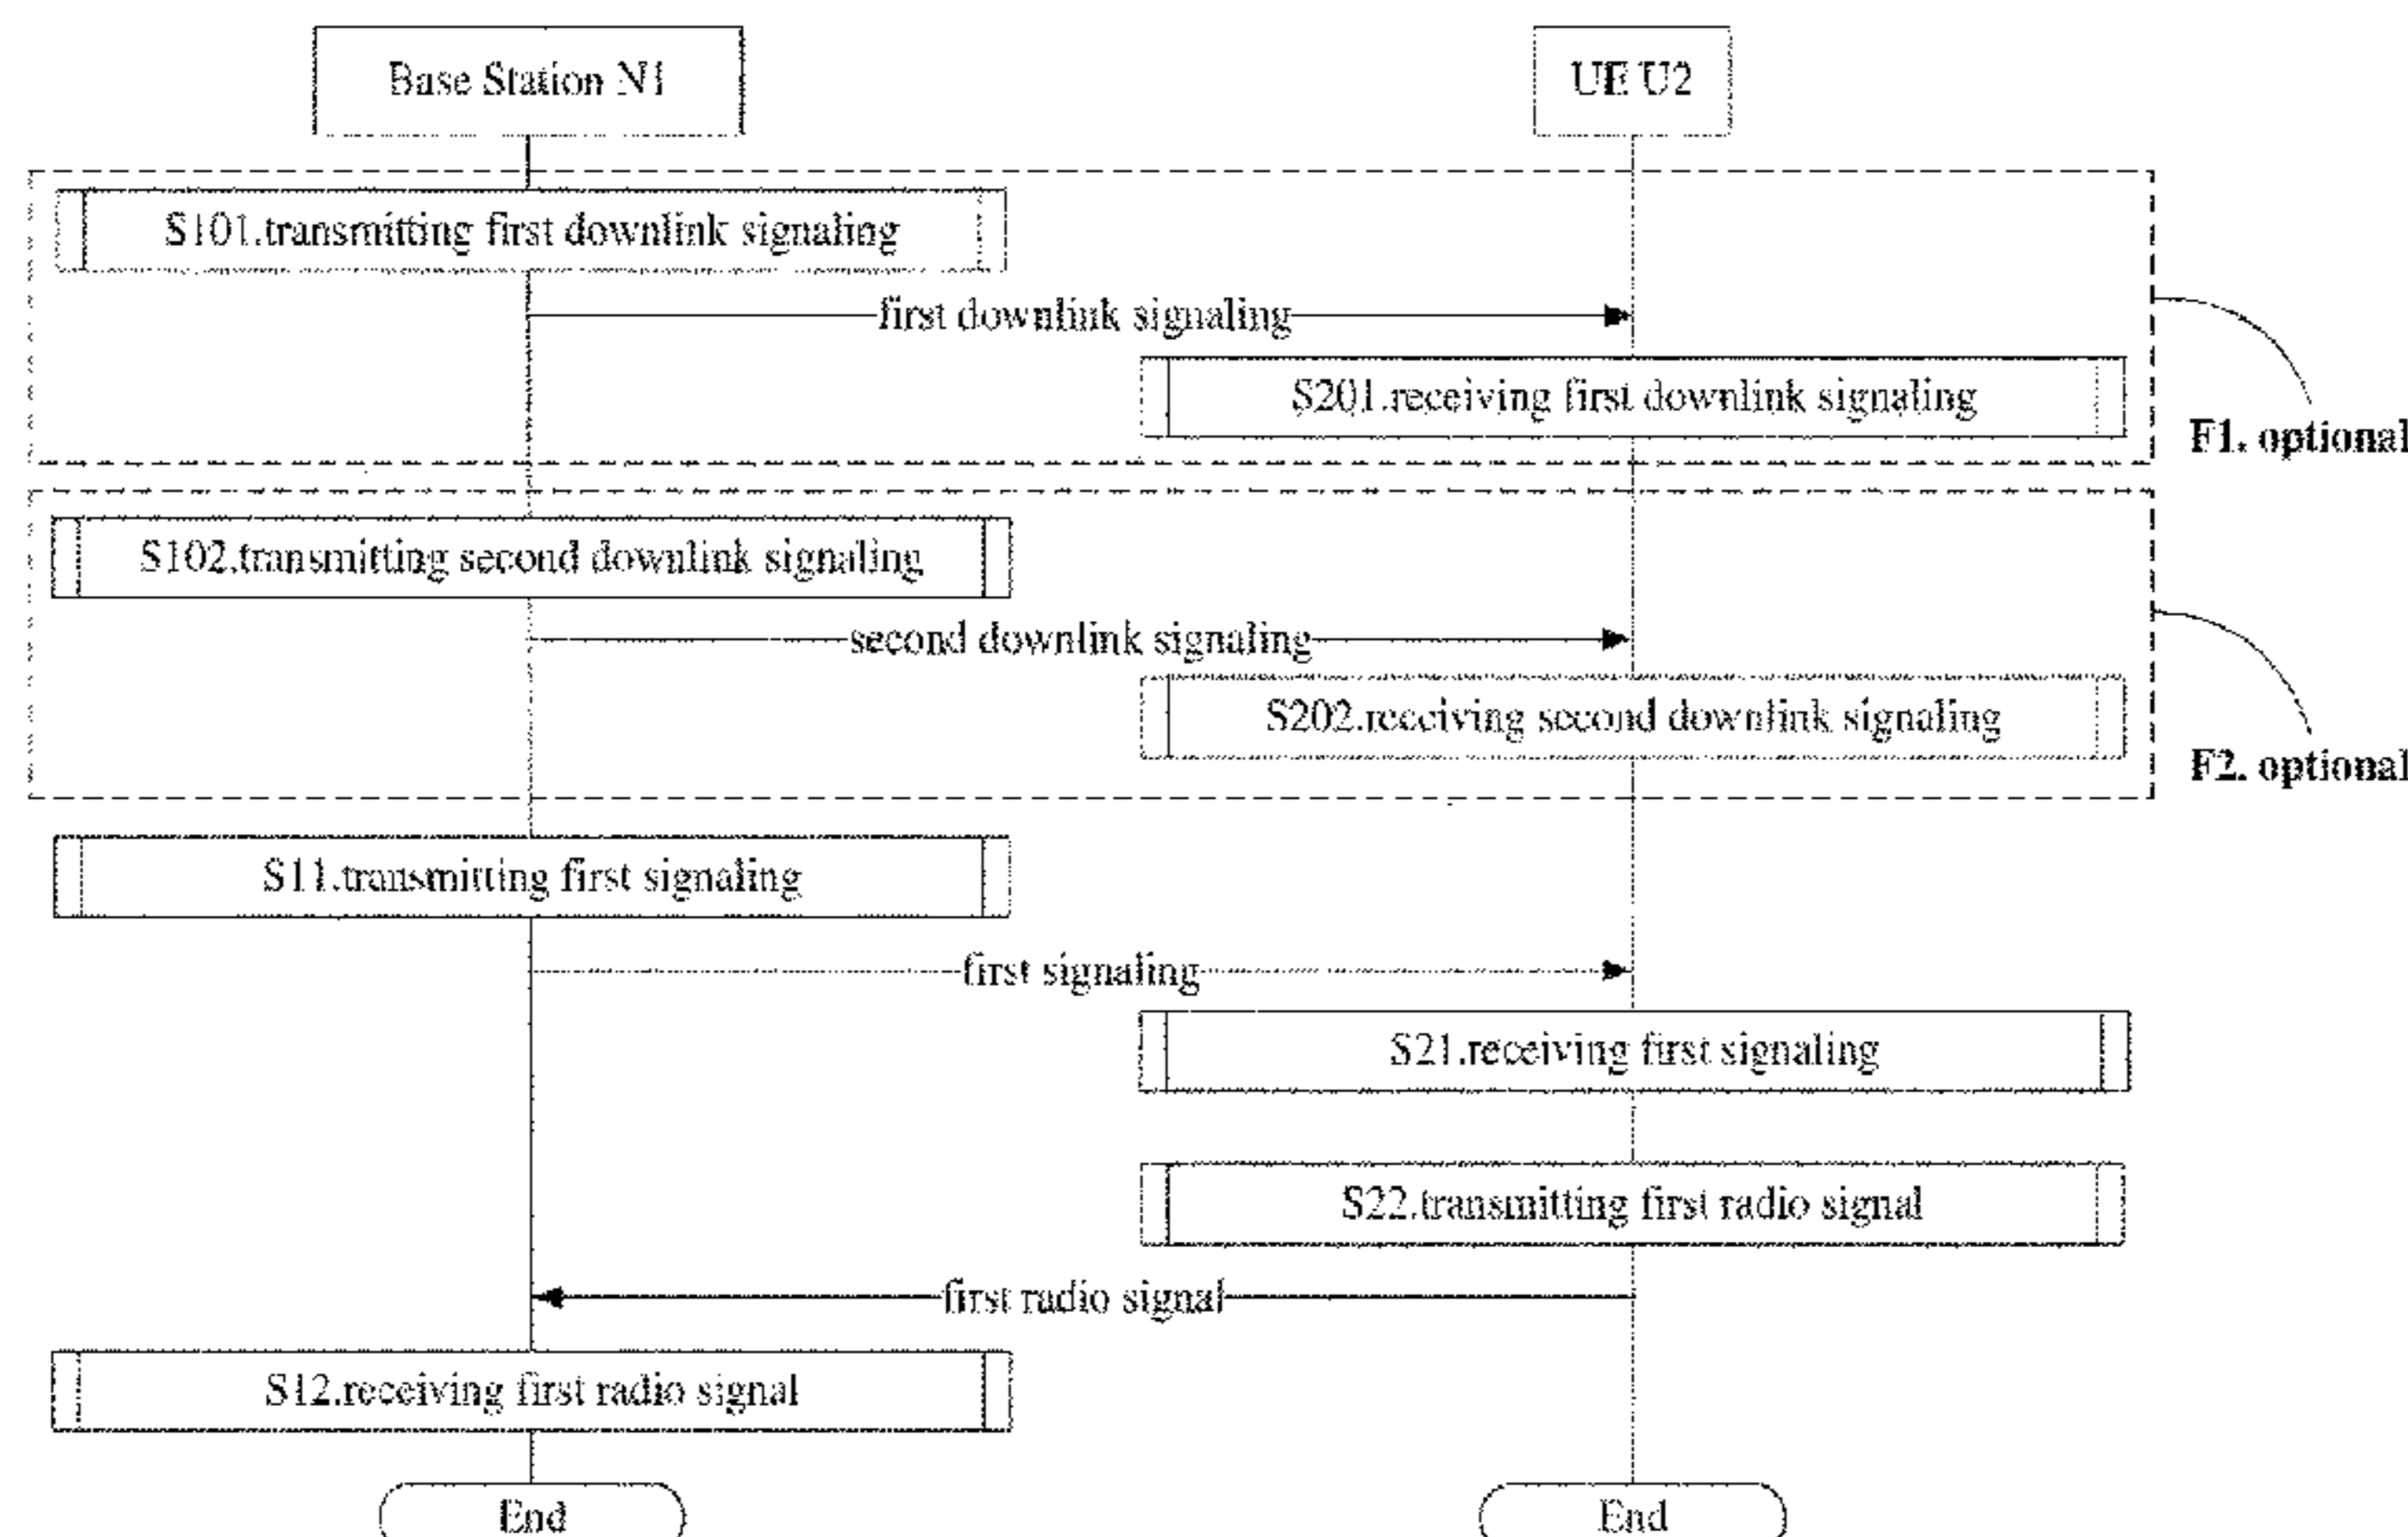 Base Station N1
UE U2
S101.transmitting first downlink signaling
first downlink signaling
S201.receiving first downlink signaling
F1. optional
S102.transmitting second downlink signaling
second downlink signaling
S202.receiving second downlink signaling
F2. optional
S11.transmitting first signaling
first signaling
S21.receiving first signaling
S22.transmitting first radio signal
first radio signal
S12.receiving first radio signal
End
End